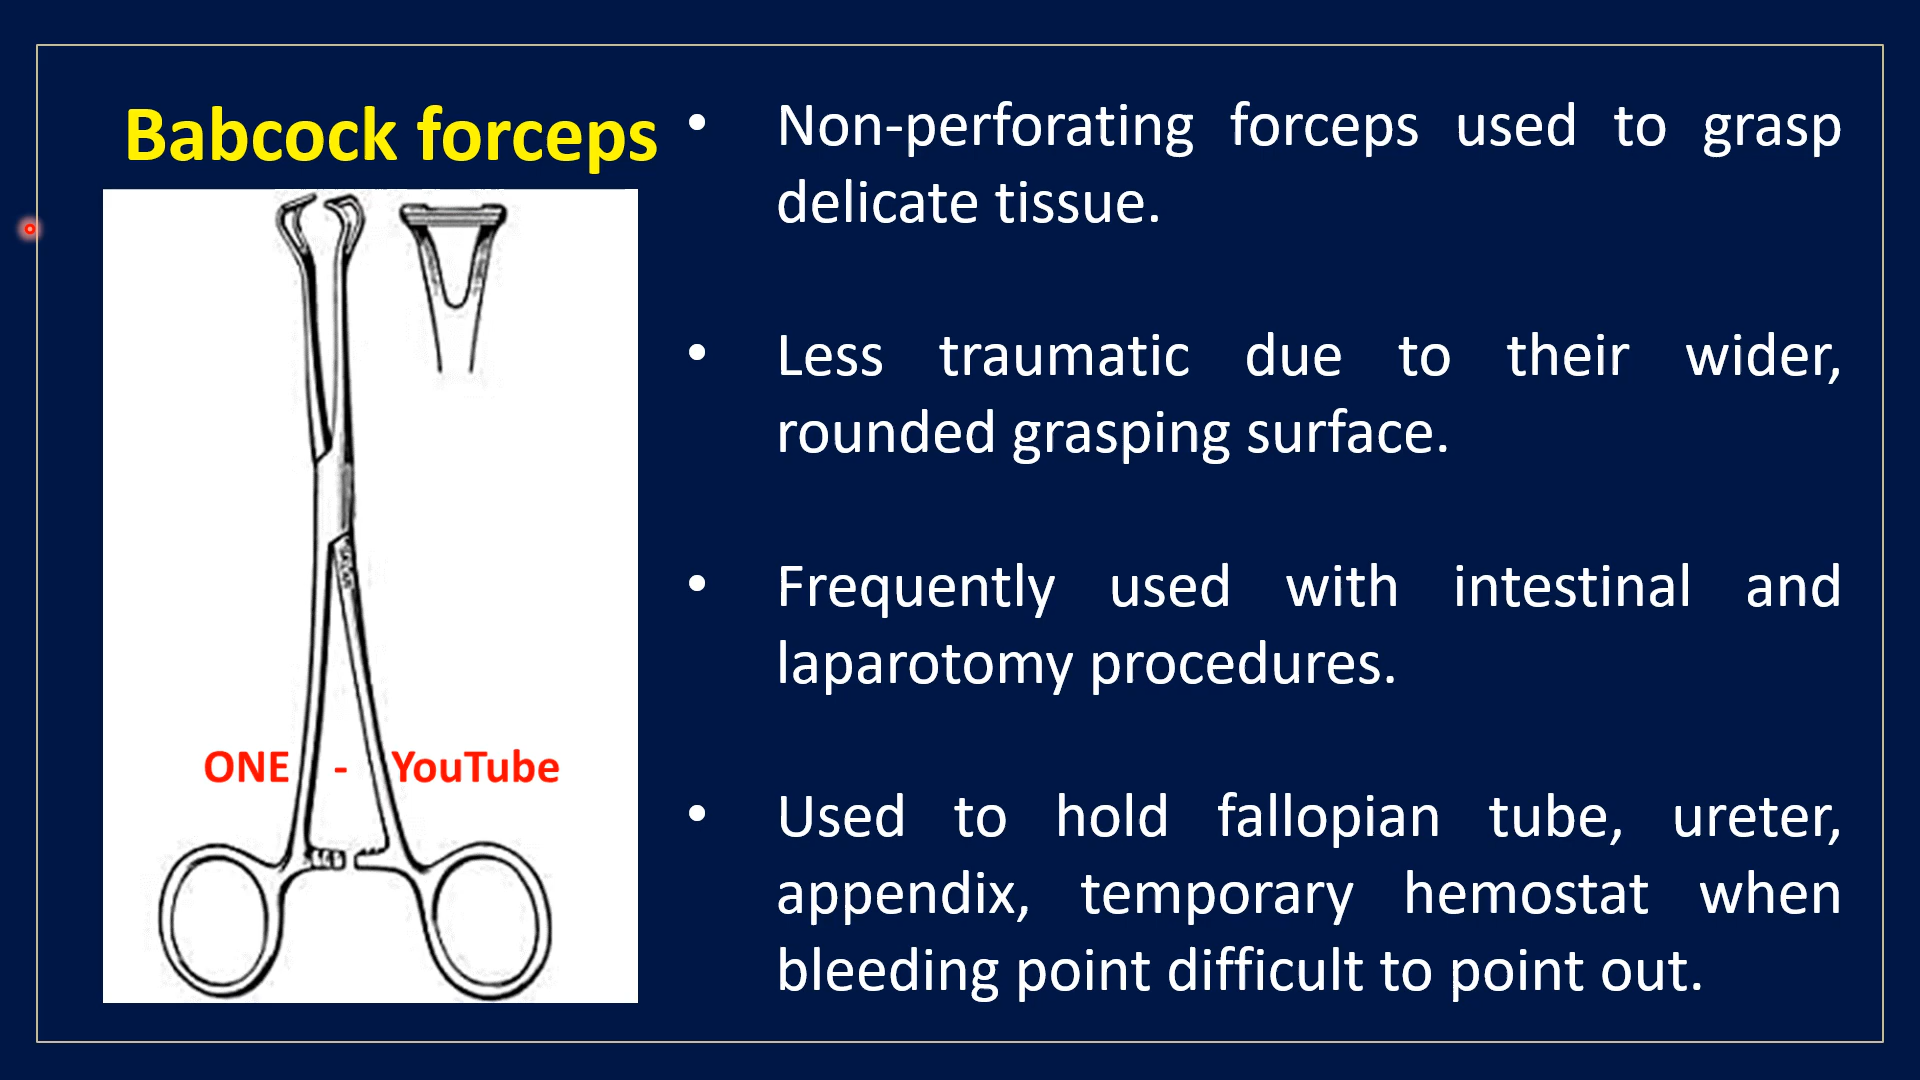 Babcock forceps
ONE - YouTube
• Non-perforating forceps used to grasp
delicate tissue.
• Less traumatic due to their wider,
rounded grasping surface.
• Frequently used with intestinal and
laparotomy procedures.
• Used to hold fallopian tube, ureter,
appendix, temporary hemostat when
bleeding point difficult to point out.